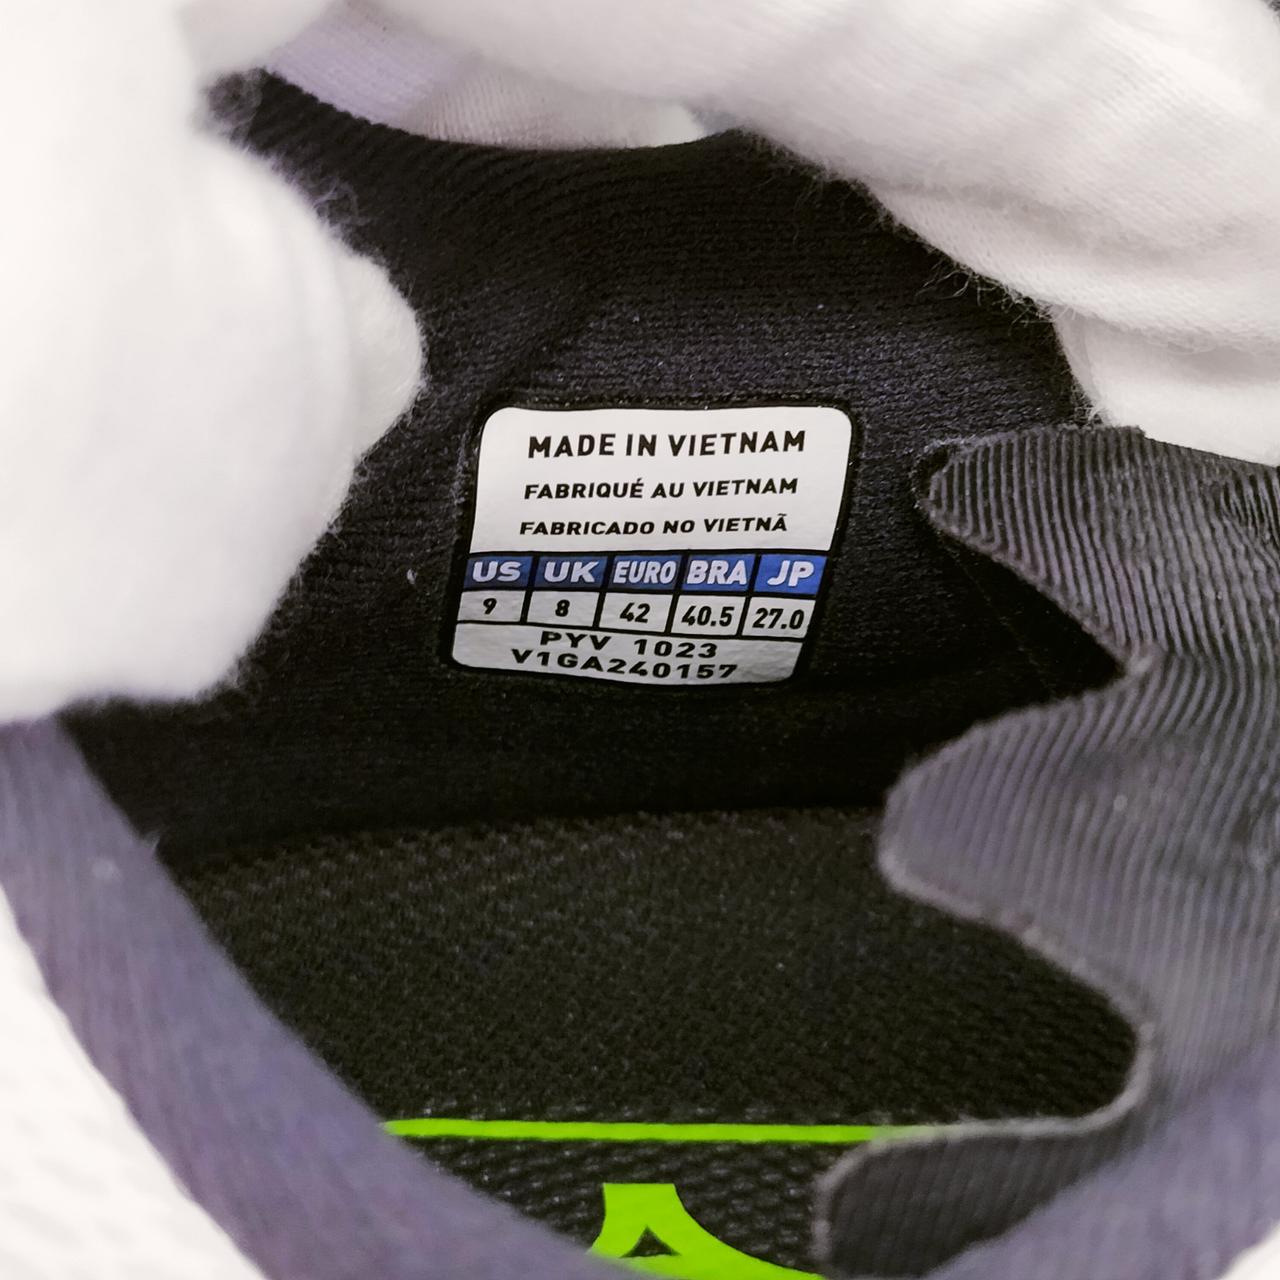 MADE IN VIETNAM
FABRIQUÉ AU VIETNAM
FABRICADO NO VIETNÃ
US UK EURO BRA JP
9 8 42 40.5 27.0
PYV 1023
V1GA240157